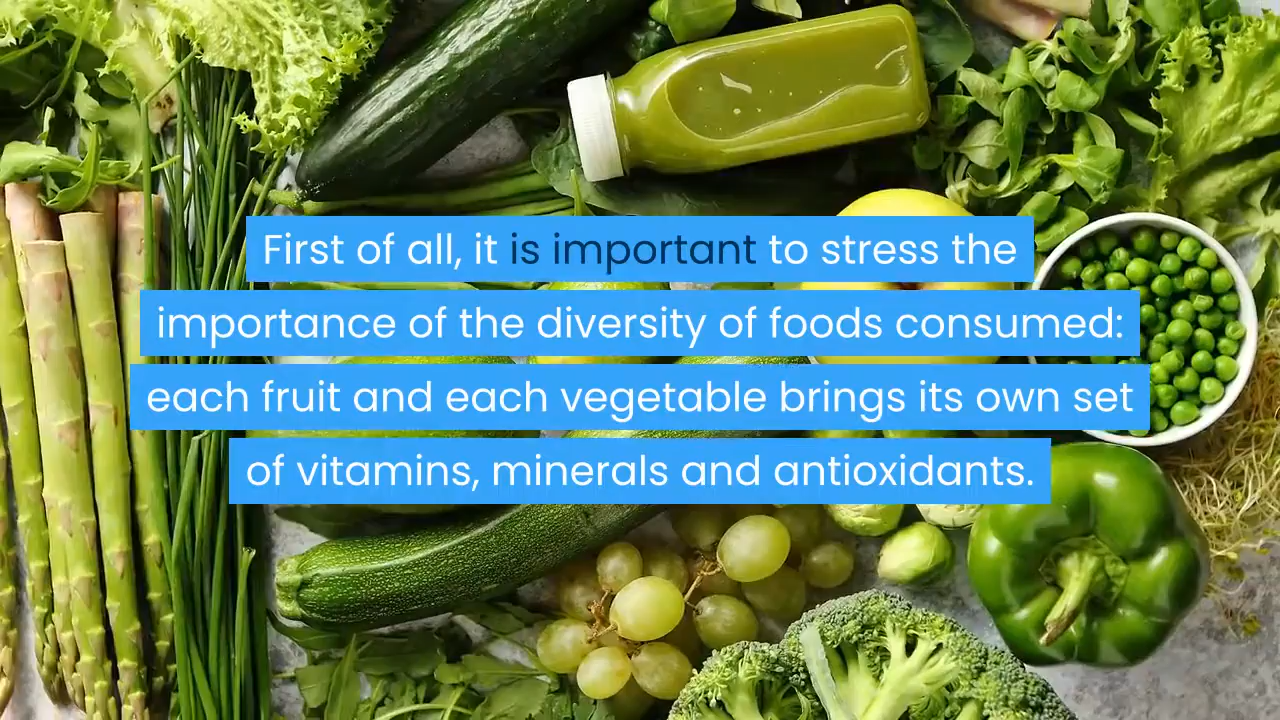 First of all, it is important to stress the
importance of the diversity of foods consumed:
each fruit and each vegetable brings its own set
of vitamins, minerals and antioxidants.